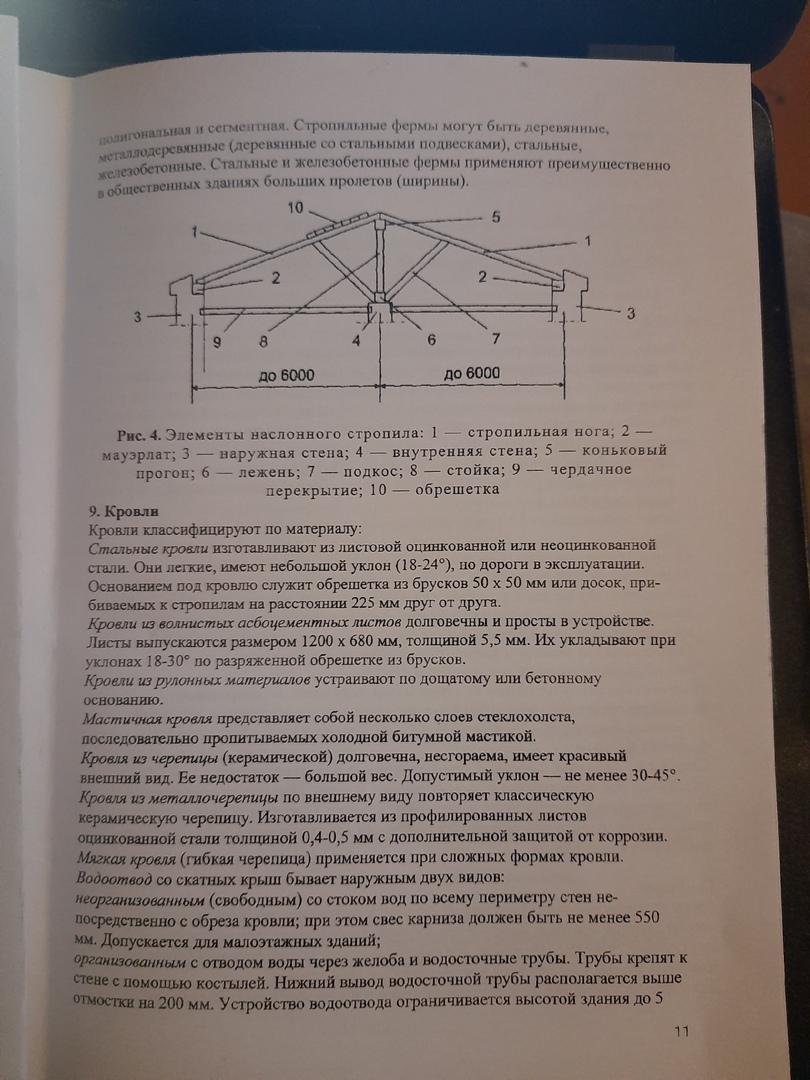 полигональная и сегментная. Стропильные фермы могут быть деревянные,
металлодеревянные (деревянные со стальными подвесками), стальные,
железобетонные. Стальные и железобетонные фермы применяют преимущественно
в общественных зданиях больших пролетов (ширины).
10
5
1
1
2
2
3
3
9
8
4
6
7
до 6000
до 6000
Рис. 4. Элементы наслонного стропила: 1 — стропильная нога; 2 —
мауэрлат; 3 — наружная стена; 4 — внутренняя стена; 5 — коньковый
прогон; 6 — лежень; 7 — подкос; 8 — стойка; 9 — чердачное
перекрытие; 10 — обрешетка
9. Кровли
Кровли классифицируют по материалу:
Стальные кровли изготавливают из листовой оцинкованной или неоцинкованной
стали. Они легкие, имеют небольшой уклон (18-24°), по дороги в эксплуатации.
Основанием под кровлю служит обрешетка из брусков 50 х 50 мм или досок, при-
биваемых к стропилам на расстоянии 225 мм друг от друга.
Кровли из волнистых асбоцементных листов долговечны и просты в устройстве.
Листы выпускаются размером 1200 х 680 мм, толщиной 5,5 мм. Их укладывают при
уклонах 18-30° по разряженной обрешетке из брусков.
Кровли из рулонных материалов устраивают по дощатому или бетонному
основанию.
Мастичная кровля представляет собой несколько слоев стеклохолста,
последовательно пропитываемых холодной битумной мастикой.
Кровля из черепицы (керамической) долговечна, несгораема, имеет красивый
внешний вид. Ее недостаток — большой вес. Допустимый уклон — не менее 30-45°.
Кровля из металлочерепицы по внешнему виду повторяет классическую
керамическую черепицу. Изготавливается из профилированных листов
оцинкованной стали толщиной 0,4-0,5 мм с дополнительной защитой от коррозии.
Мягкая кровля (гибкая черепица) применяется при сложных формах кровли.
Водоотвод со скатных крыш бывает наружным двух видов:
неорганизованным (свободным) со стоком вод по всему периметру стен не-
посредственно с обреза кровли; при этом свес карниза должен быть не менее 550
мм. Допускается для малоэтажных зданий;
организованным с отводом воды через желоба и водосточные трубы. Трубы крепят к
стене с помощью костылей. Нижний вывод водосточной трубы располагается выше
отмостки на 200 мм. Устройство водоотвода ограничивается высотой здания до 5
11